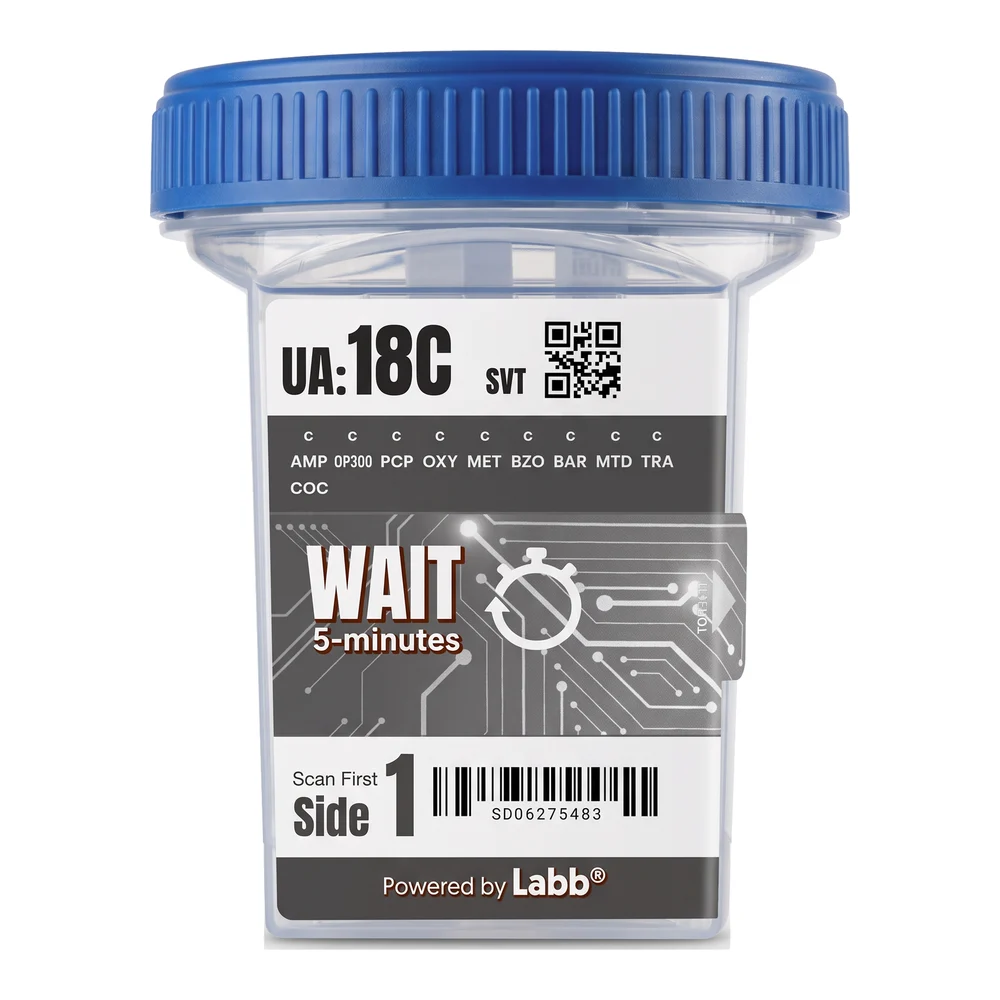 UA:18C SVT
C C C C C C C C C
AMP OP300 PCP OXY MET BZO BAR MTD TRA
COC
WAIT
5-minutes
Scan First
Side 1
SD06275483
Powered by Labb®